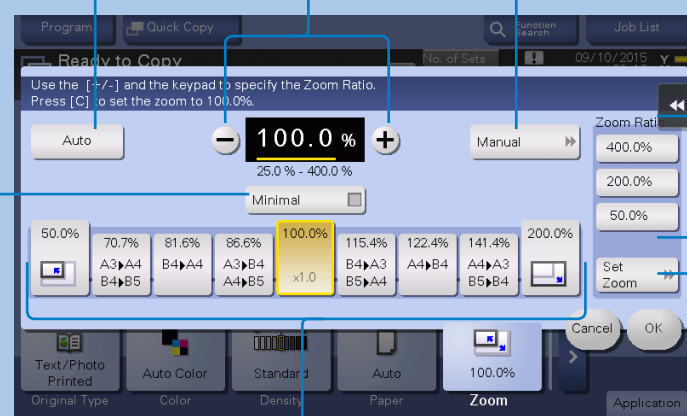 Program
Quick Copy
Function
Search
Job List
Ready to Copy
No. of Sets
09/10/2015
Y
Use the [+/-] and the keypad to specify the Zoom Ratio.
Press [C] to set the zoom to 100.0%.
Zoom Ratio
Auto
100.0 %
25.0 % - 400.0 %
Manual
400.0%
200.0%
50.0%
Minimal
50.0%
70.7%
A3▶A4
B4▶B5
81.6%
B4▶A4
86.6%
A3▶B4
A4▶B5
100.0%
x1.0
115.4%
B4▶A3
B5▶A4
122.4%
A4▶B4
141.4%
A4▶A3
B5▶B4
200.0%
Set
Zoom
Cancel
OK
Text/Photo
Printed
Auto Color
Standard
Auto
100.0%
Original Type
Color
Density
Paper
Zoom
Application